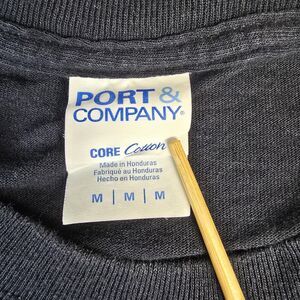 PORT &
COMPANY®
CORE Cotton
Made in Honduras
Fabriqué au Honduras
Hecho en Honduras
M | M | M